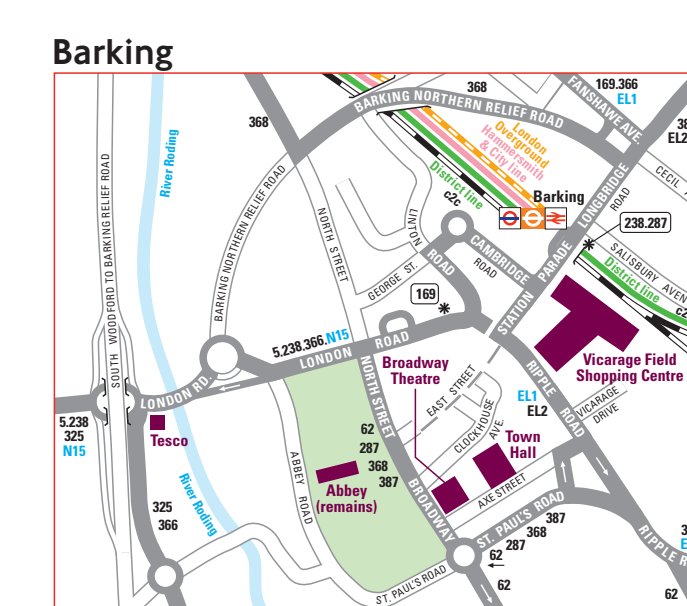 Barking
368
169.366
EL1
FANSHAWE AVE.
BARKING NORTHERN RELIEF ROAD
368
38
EL2
River Roding
London
Overground
Hammersmith
& City line
District line
c2c
Barking
LONGBRIDGE
ROAD
CECIL
SOUTH WOODFORD TO BARKING RELIEF ROAD
BARKING NORTHERN RELIEF ROAD
NORTH STREET
LINTON
ROAD
238.287
SALISBURY AVEN
District line
c2
CAMBRIDGE
ROAD
GEORGE ST.
STATION PARADE
169
5.238.366.N15
LONDON ROAD
Vicarage Field
Shopping Centre
Broadway
Theatre
NORTH STREET
EAST STREET
RIPPLE ROAD
EL1
EL2
VICARAGE
DRIVE
LONDON RD.
5.238
325
N15
Tesco
62
287
368
387
CLOCKHOUSE
AVE.
Town
Hall
ABBEY ROAD
Abbey
(remains)
BROADWAY
AXE STREET
River Roding
325
366
ST. PAUL'S ROAD
387
368
287
62
62
RIPPLE R
3
E
62
ST. PAUL'S ROAD